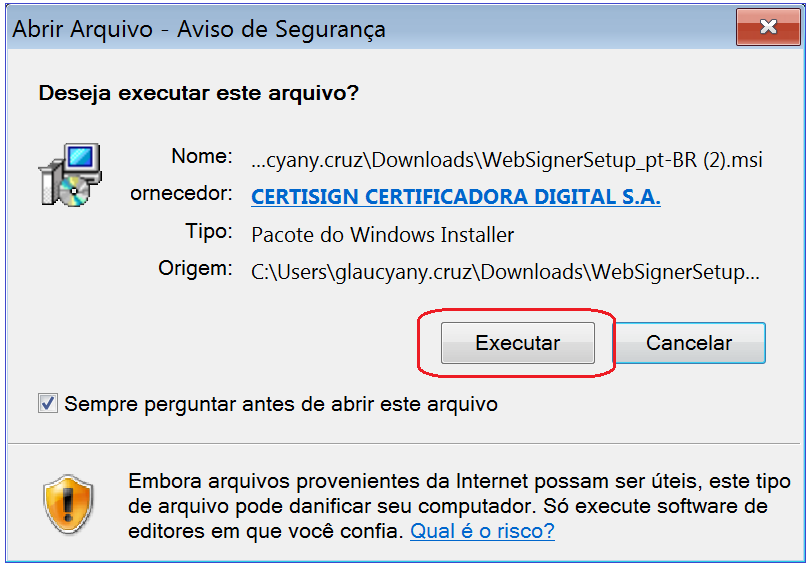 Abrir Arquivo - Aviso de Segurança
Deseja executar este arquivo?
Nome: ...cyany.cruz\Downloads\WebSignerSetup_pt-BR (2).msi
ornecedor: CERTISIGN CERTIFICADORA DIGITAL S.A.
Tipo: Pacote do Windows Installer
Origem: C:\Users\glaucyany.cruz\Downloads\WebSignerSetup...
Executar Cancelar
Sempre perguntar antes de abrir este arquivo
Embora arquivos provenientes da Internet possam ser úteis, este tipo
de arquivo pode danificar seu computador. Só execute software de
editores em que você confia. Qual é o risco?